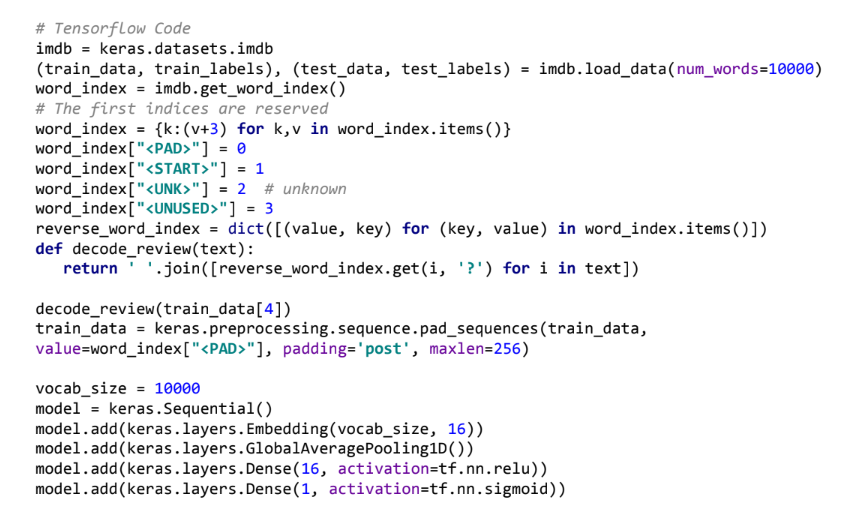 # Tensorflow Code
imdb = keras.datasets.imdb
(train_data, train_labels), (test_data, test_labels) = imdb.load_data(num_words=10000)
word_index = imdb.get_word_index()
# The first indices are reserved
word_index = {k:(v+3) for k,v in word_index.items()}
word_index["<PAD>"] = 0
word_index["<START>"] = 1
word_index["<UNK>"] = 2  # unknown
word_index["<UNUSED>"] = 3
reverse_word_index = dict([(value, key) for (key, value) in word_index.items()])
def decode_review(text):
   return ' '.join([reverse_word_index.get(i, '?') for i in text])

decode_review(train_data[4])
train_data = keras.preprocessing.sequence.pad_sequences(train_data,
value=word_index["<PAD>"], padding='post', maxlen=256)

vocab_size = 10000
model = keras.Sequential()
model.add(keras.layers.Embedding(vocab_size, 16))
model.add(keras.layers.GlobalAveragePooling1D())
model.add(keras.layers.Dense(16, activation=tf.nn.relu))
model.add(keras.layers.Dense(1, activation=tf.nn.sigmoid))